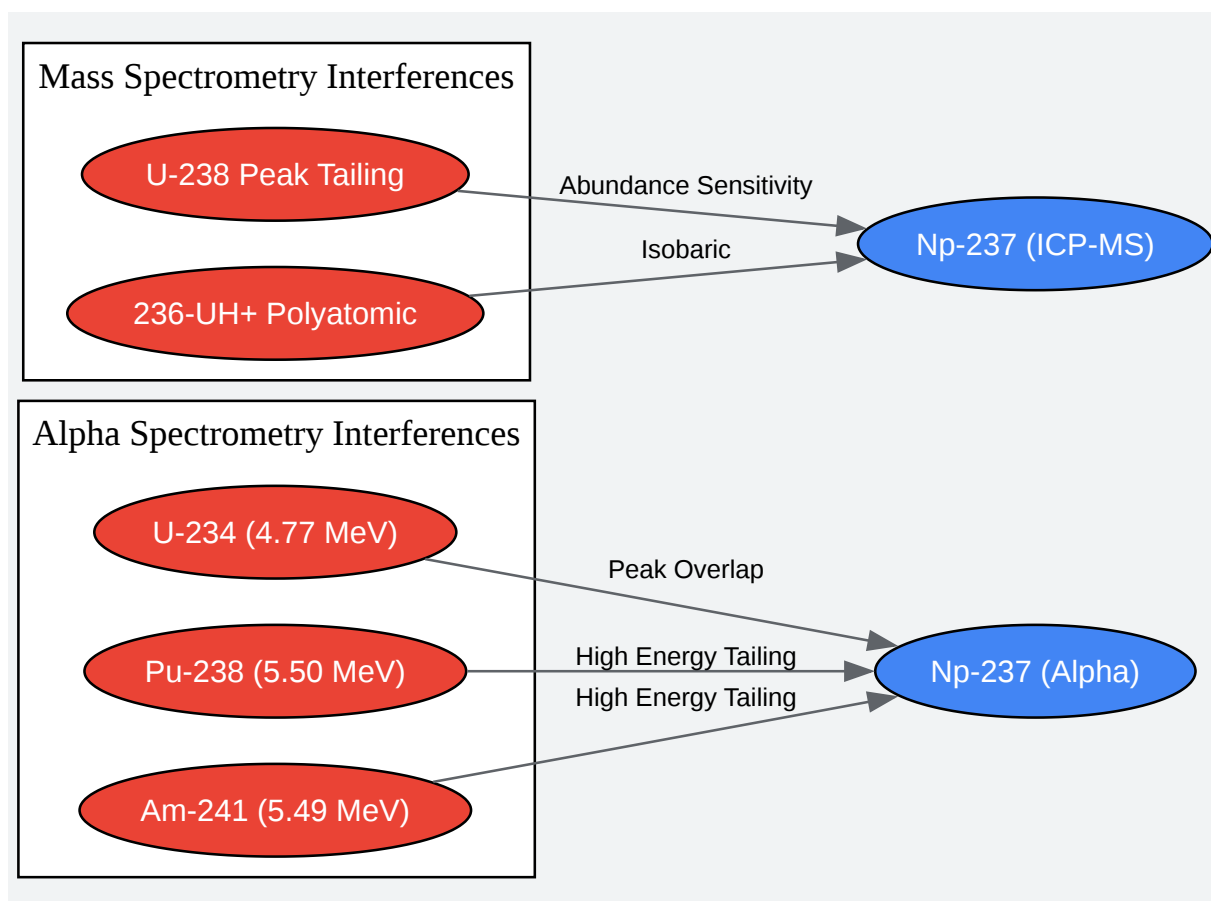 Mass Spectrometry Interferences
U-238 Peak Tailing
Abundance Sensitivity
Np-237 (ICP-MS)
Isobaric
236-UH+ Polyatomic
Alpha Spectrometry Interferences
U-234 (4.77 MeV)
Peak Overlap
Pu-238 (5.50 MeV)
High Energy Tailing
Np-237 (Alpha)
High Energy Tailing
Am-241 (5.49 MeV)